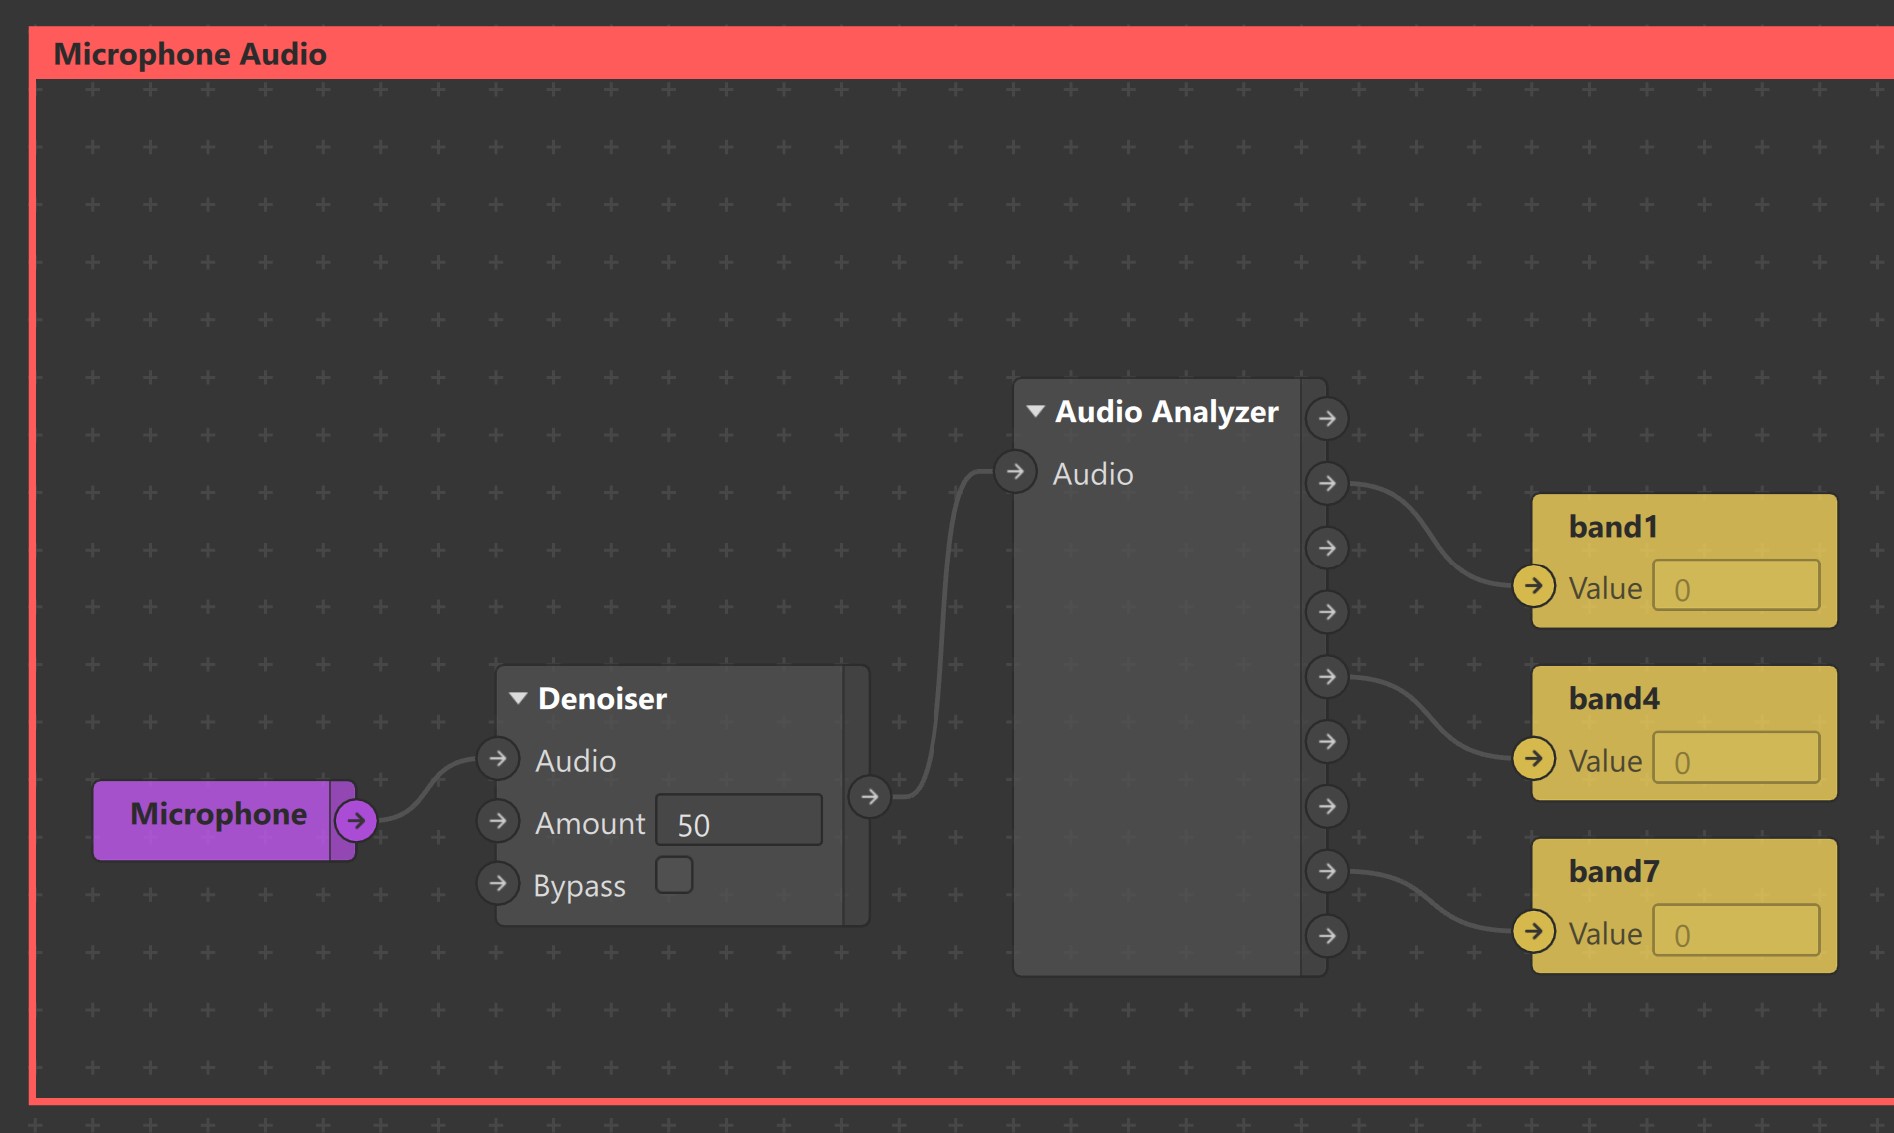 Microphone Audio
Microphone
Denoiser
Audio
Amount 50
Bypass
Audio Analyzer
Audio
band1
Value 0
band4
Value 0
band7
Value 0